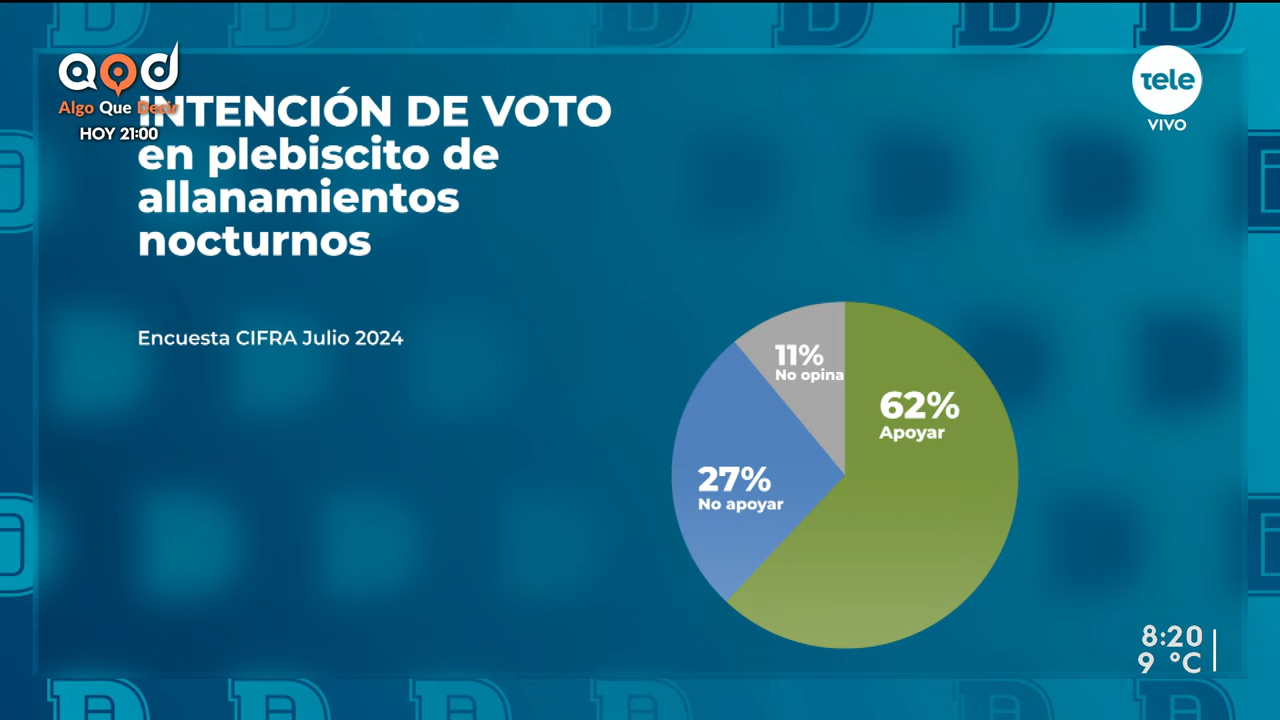 aqd
Algo Que Decir
HOY 21:00
INTENCIÓN DE VOTO
en plebiscito de
allanamientos
nocturnos
Encuesta CIFRA Julio 2024
tele
VIVO
11%
No opina
62%
Apoyar
27%
No apoyar
8:20
9 °C